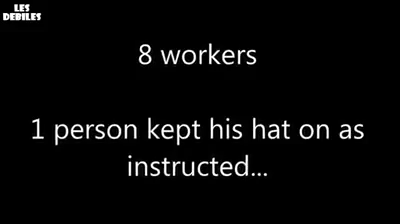 LES
DEBILES
8 workers
1 person kept his hat on as
instructed...